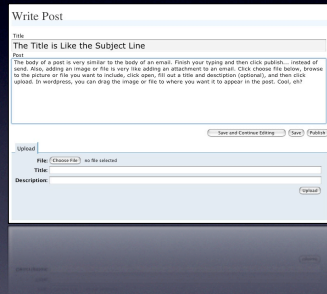 Write Post
Title
The Title is Like the Subject Line
Post
The body of a post is very similar to the body of an email. Finish your typing and then click publish... instead of
send. Also, adding an image or file is very like adding an attachment to an email. Click choose file below, browse
to the picture or file you want to include, click open, fill out a title and desctiption (optional), and then click
upload. In wordpress, you can drag the image or file to where you want it to appear in the post. Cool, eh?
Save and Continue Editing Save Publish
Upload
File: Choose File no file selected
Title:
Description:
Upload